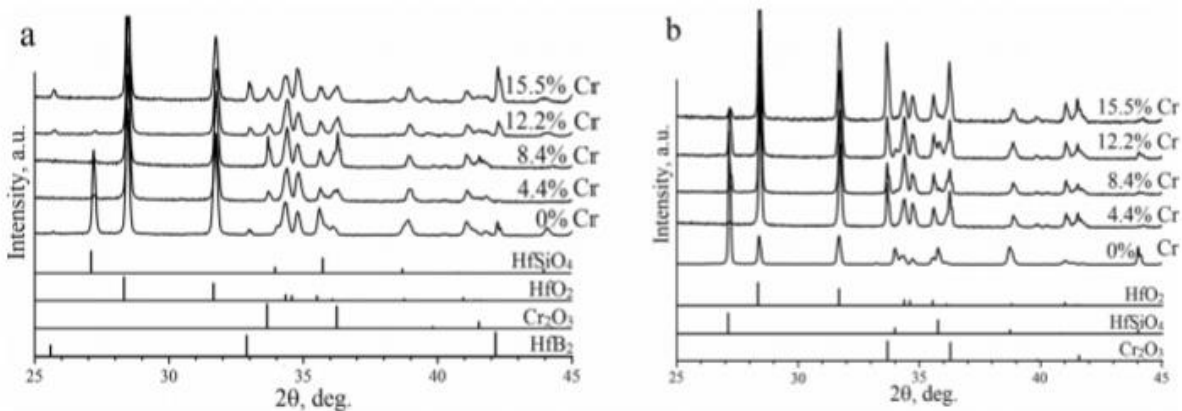 a
15.5% Cr
12.2% Cr
8.4% Cr
4.4% Cr
0% Cr
HfSiO₄
HfO₂
Cr₂O₃
HfB₂
Intensity, a.u.
25 30 35 40 45
2θ, deg.
b
15.5% Cr
12.2% Cr
8.4% Cr
4.4% Cr
0% Cr
HfO₂
HfSiO₄
Cr₂O₃
Intensity, a.u.
25 30 35 40 45
2θ, deg.